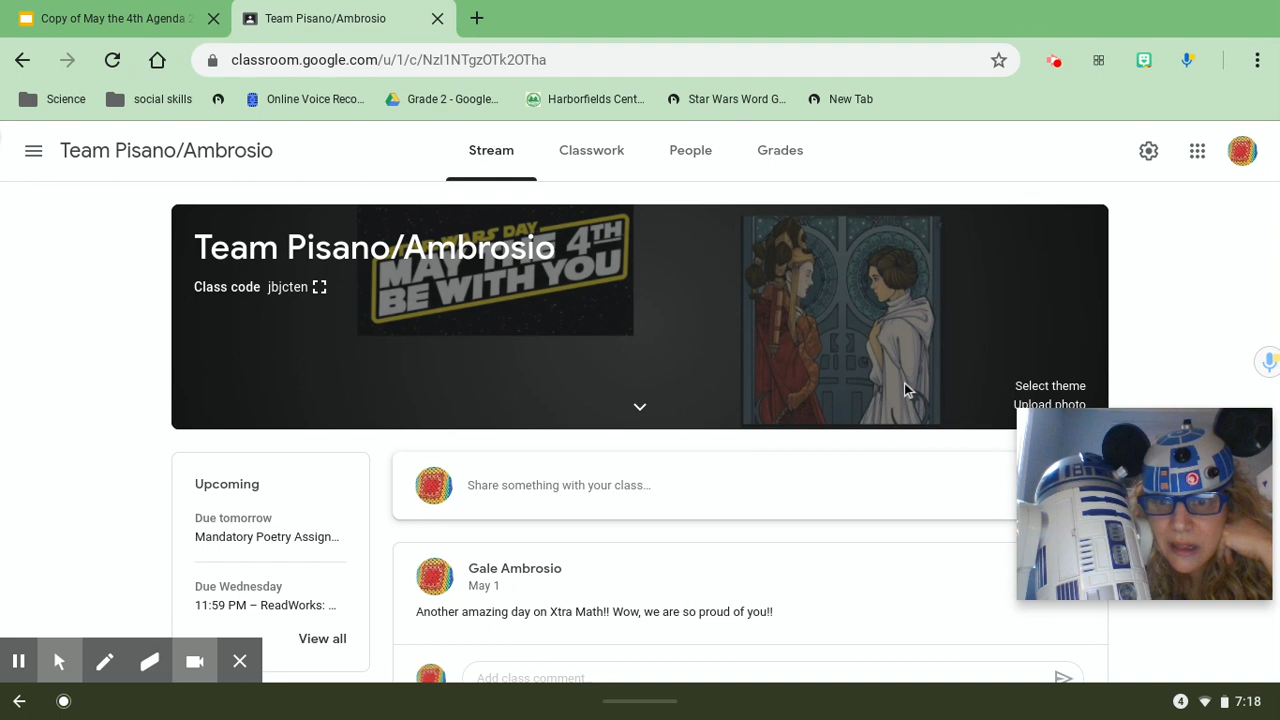 Copy of May the 4th Agenda 2
Team Pisano/Ambrosio
classroom.google.com/u/1/c/NzI1NTgzOTk2OTha
Science
social skills
Online Voice Reco...
Grade 2 - Google...
Harborfields Cent...
Star Wars Word G...
New Tab
Team Pisano/Ambrosio
Stream
Classwork
People
Grades
WARS DAY
MAY THE 4TH
BE WITH YOU
Team Pisano/Ambrosio
Class code jbjcten
Select theme
Upload photo
Upcoming
Due tomorrow
Mandatory Poetry Assign...
Due Wednesday
11:59 PM – ReadWorks: ...
View all
Share something with your class...
Gale Ambrosio
May 1
Another amazing day on Xtra Math!! Wow, we are so proud of you!!
Add class comment...
4
7:18